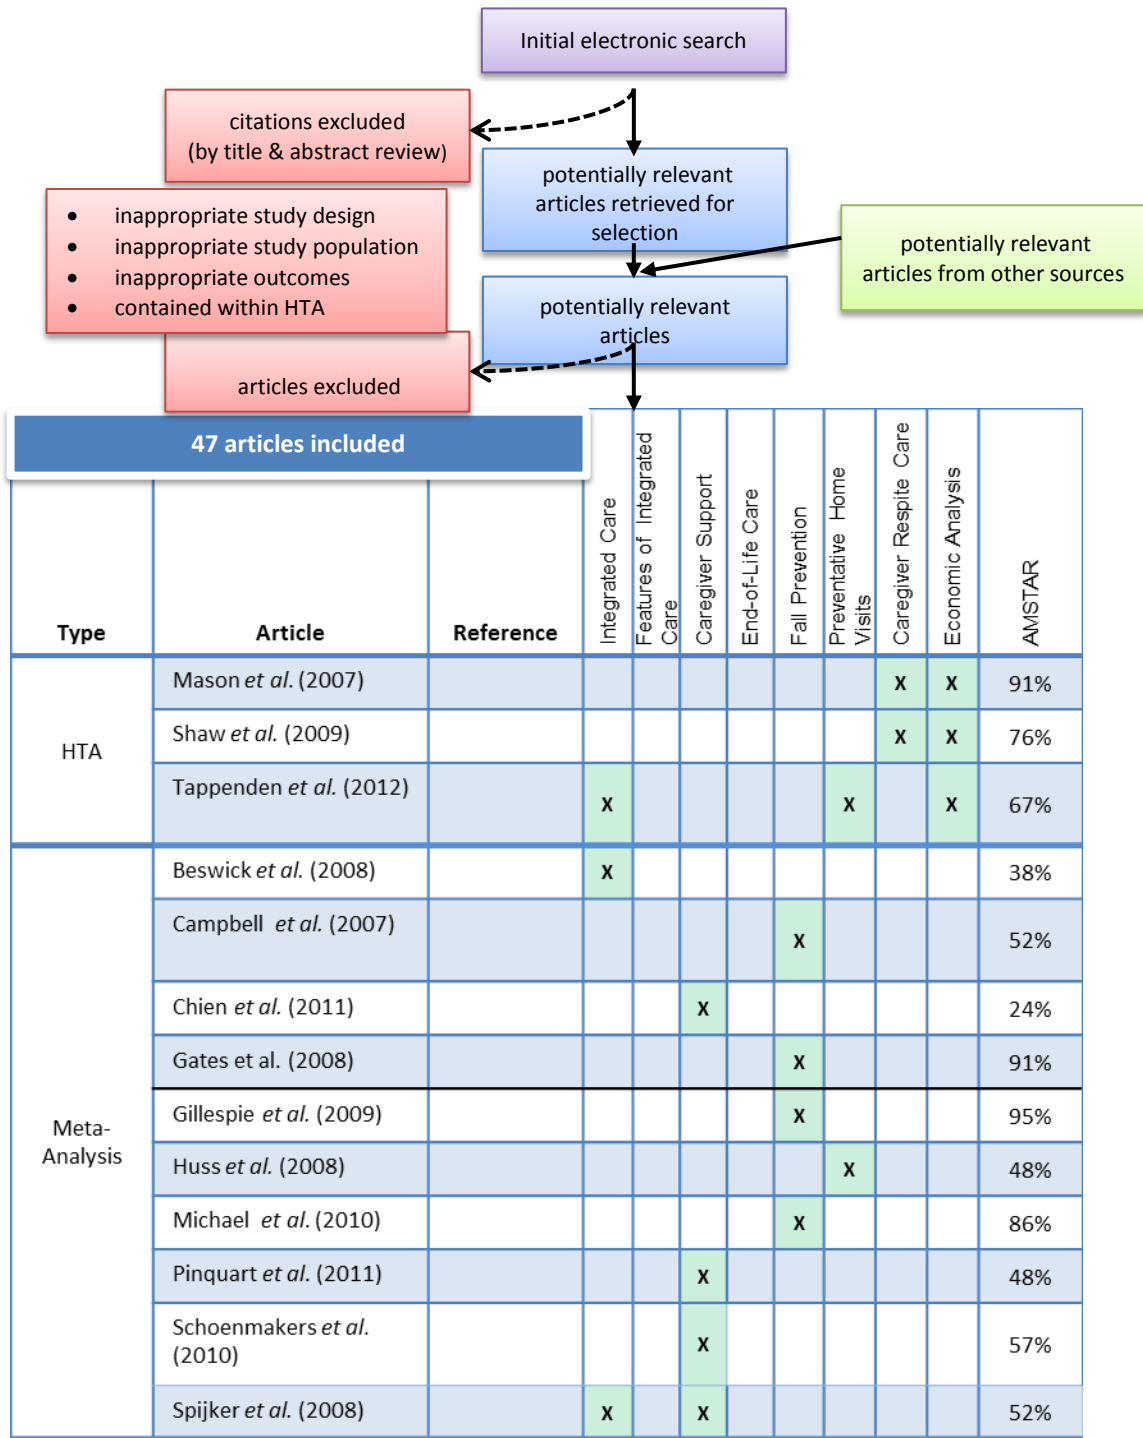 Initial electronic search
citations excluded
(by title & abstract review)
potentially relevant
articles retrieved for
selection
• inappropriate study design
• inappropriate study population
• inappropriate outcomes
• contained within HTA
potentially relevant
articles from other sources
potentially relevant
articles
articles excluded
47 articles included
Type Article Reference Integrated Care Features of Integrated Care Caregiver Support End-of-Life Care Fall Prevention Preventative Home Visits Caregiver Respite Care Economic Analysis AMSTAR
HTA
Mason et al. (2007) X X 91%
Shaw et al. (2009) X X 76%
Tappenden et al. (2012) X X X 67%
Meta-
Analysis
Beswick et al. (2008) X 38%
Campbell et al. (2007) X 52%
Chien et al. (2011) X 24%
Gates et al. (2008) X 91%
Gillespie et al. (2009) X 95%
Huss et al. (2008) X 48%
Michael et al. (2010) X 86%
Pinquart et al. (2011) X 48%
Schoenmakers et al.
(2010) X 57%
Spijker et al. (2008) X X 52%